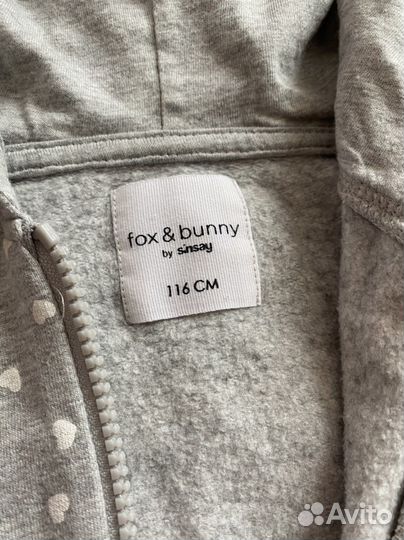 fox & bunny
by sinsay
116 CM
Avito